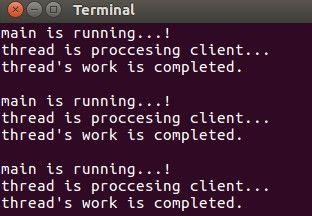 Terminal
main is running...!
thread is proccesing client...
thread's work is completed.
main is running...!
thread is proccesing client...
thread's work is completed.
main is running...!
thread is proccesing client...
thread's work is completed.